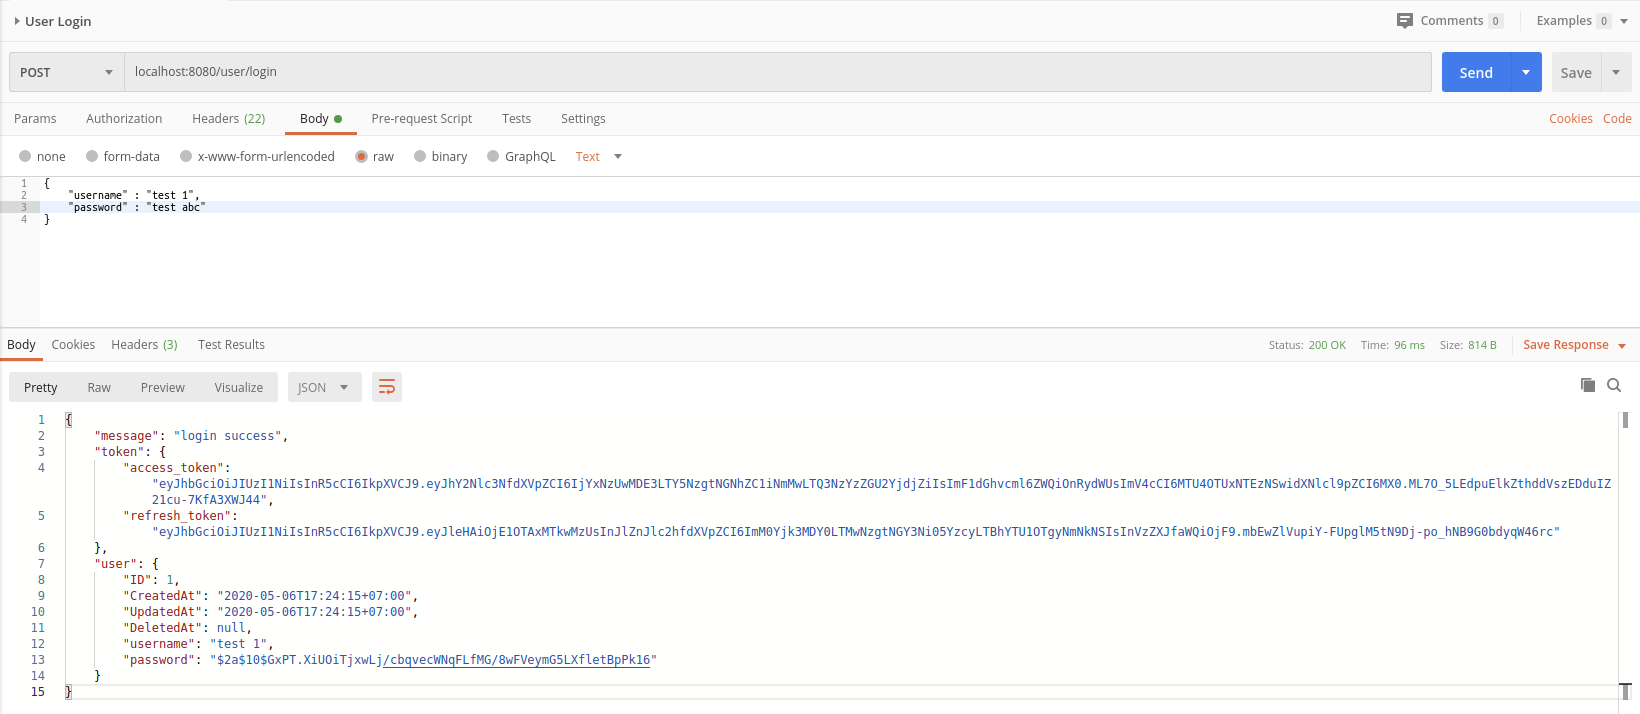 User Login
Comments 0 Examples 0
POST localhost:8080/user/login Send Save
Params Authorization Headers (22) Body Pre-request Script Tests Settings Cookies Code
none form-data x-www-form-urlencoded raw binary GraphQL Text
1 {
2 "username" : "test 1",
3 "password" : "test abc"
4 }
Body Cookies Headers (3) Test Results Status: 200 OK Time: 96 ms Size: 814 B Save Response
Pretty Raw Preview Visualize JSON
1 {
2 "message": "login success",
3 "token": {
4 "access_token":
"eyJhbGciOiJIUzI1NiIsInR5cCI6IkpXVCJ9.eyJhY2Nlc3NfdXVpZCI6IjYxNzUwMDE3LTY5NzgtNGNhZC1iNmMwLTQ3NzYzZGU2YjdjZiIsImF1dGhvcml6ZWQiOnRydWUsImV4cCI6MTU4OTUxNTEzNSwidXNlcl9pZCI6MX0.ML7O_5LEdpuElkZthddVszEDduIZ
21cu-7KfA3XWJ44",
5 "refresh_token":
"eyJhbGciOiJIUzI1NiIsInR5cCI6IkpXVCJ9.eyJleHAiOjE1OTAxMTkwMzUsInJlZnJlc2hfdXVpZCI6ImM0Yjk3MDY0LTMwNzgtNGY3Ni05YzcyLTBhYTU1OTgyNmNkNSIsInVzZXJfaWQiOjF9.mbEwZlVupiY-FUpglM5tN9Dj-po_hNB9G0bdyqW46rc"
6 },
7 "user": {
8 "ID": 1,
9 "CreatedAt": "2020-05-06T17:24:15+07:00",
10 "UpdatedAt": "2020-05-06T17:24:15+07:00",
11 "DeletedAt": null,
12 "username": "test 1",
13 "password": "$2a$10$GxPT.XiUOiTjxwLj/cbqvecWNqFLfMG/8wFVeymG5LXfletBpPk16"
14 }
15 }